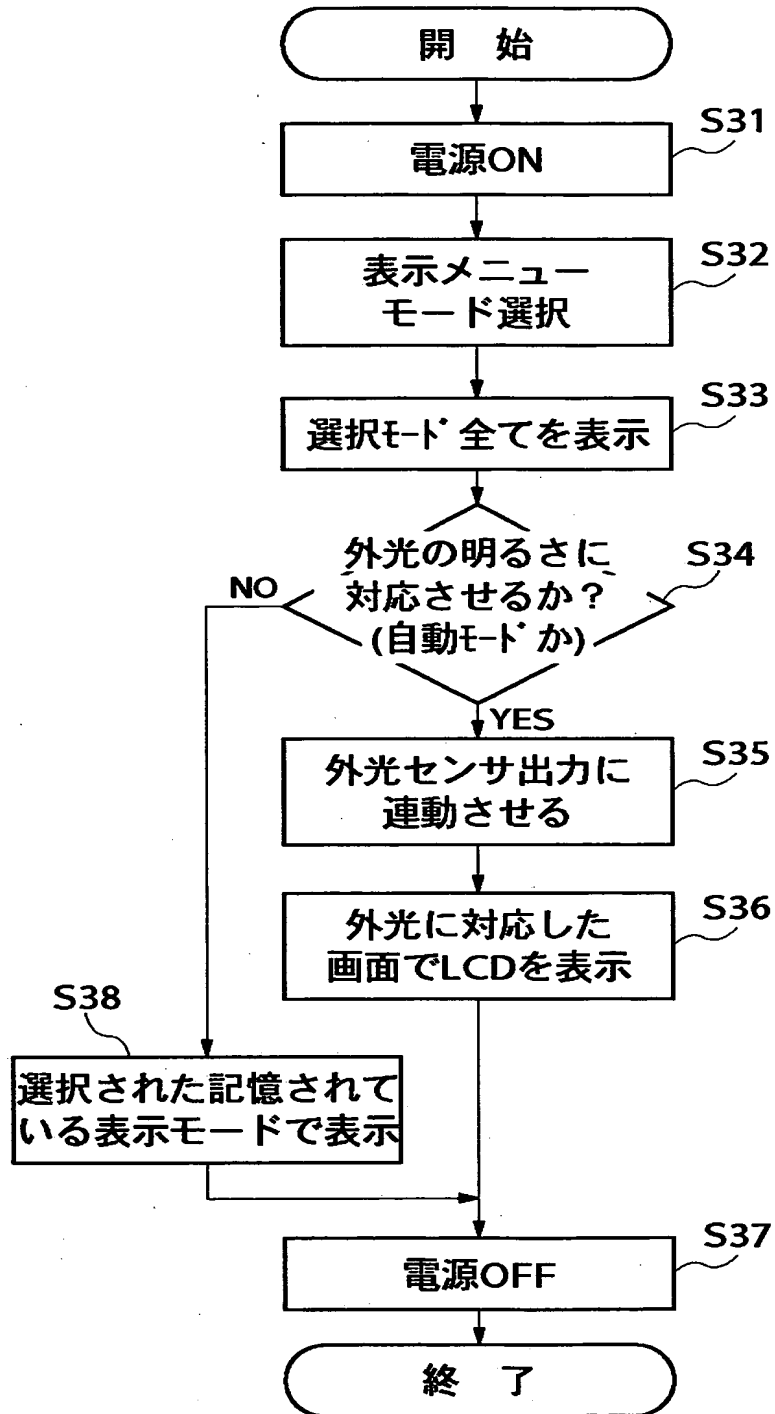 開 始
S31
電源ON
S32
表示メニュー
モード選択
S33
選択ﾓｰﾄﾞ全てを表示
外光の明るさに
S34
NO
対応させるか？
(自動ﾓｰﾄﾞか)
YES
S35
外光センサ出力に
連動させる
S36
外光に対応した
画面でLCDを表示
S38
選択された記憶されて
いる表示モードで表示
S37
電源OFF
終 了